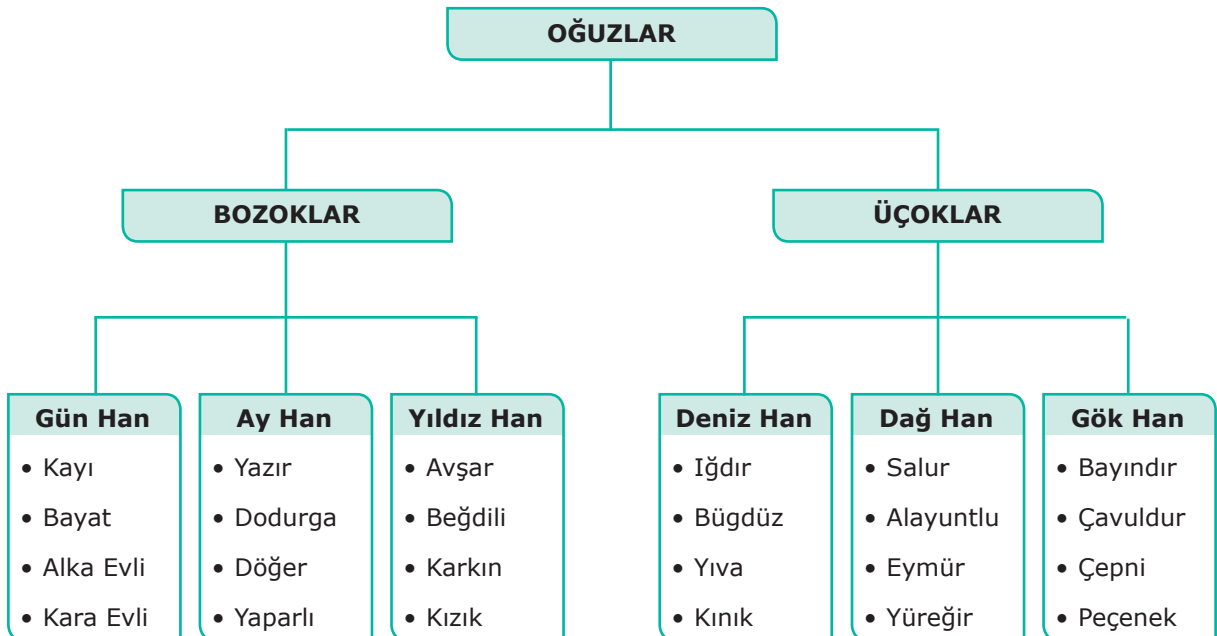 OĞUZLAR
BOZOKLAR
ÜÇOKLAR
Gün Han
• Kayı
• Bayat
• Alka Evli
• Kara Evli
Ay Han
• Yazır
• Dodurga
• Döğer
• Yaparlı
Yıldız Han
• Avşar
• Beğdili
• Karkın
• Kızık
Deniz Han
• Iğdır
• Bügdüz
• Yıva
• Kınık
Dağ Han
• Salur
• Alayuntlu
• Eymür
• Yüreğir
Gök Han
• Bayındır
• Çavuldur
• Çepni
• Peçenek